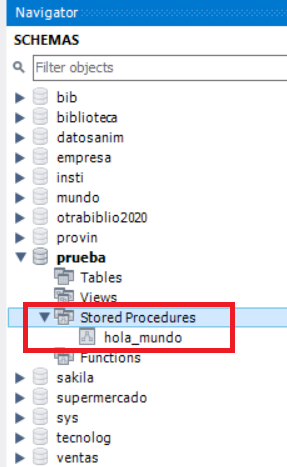 Navigator
SCHEMAS
Filter objects
bib
biblioteca
datosanim
empresa
insti
mundo
otrabiblio2020
provin
prueba
Tables
Views
Stored Procedures
hola_mundo
Functions
sakila
supermercado
sys
tecnolog
ventas